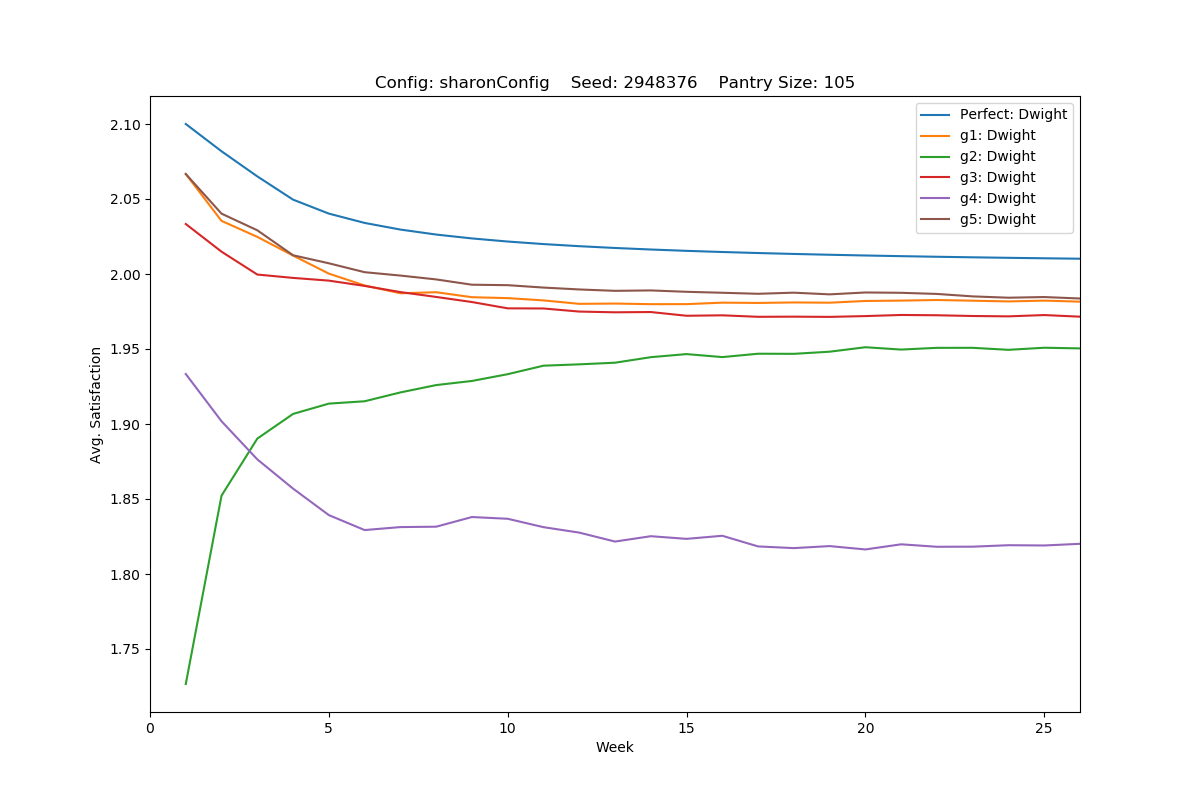 Config: sharonConfig    Seed: 2948376    Pantry Size: 105
Perfect: Dwight
g1: Dwight
g2: Dwight
g3: Dwight
g4: Dwight
g5: Dwight
Avg. Satisfaction
2.10
2.05
2.00
1.95
1.90
1.85
1.80
1.75
0 5 10 15 20 25
Week